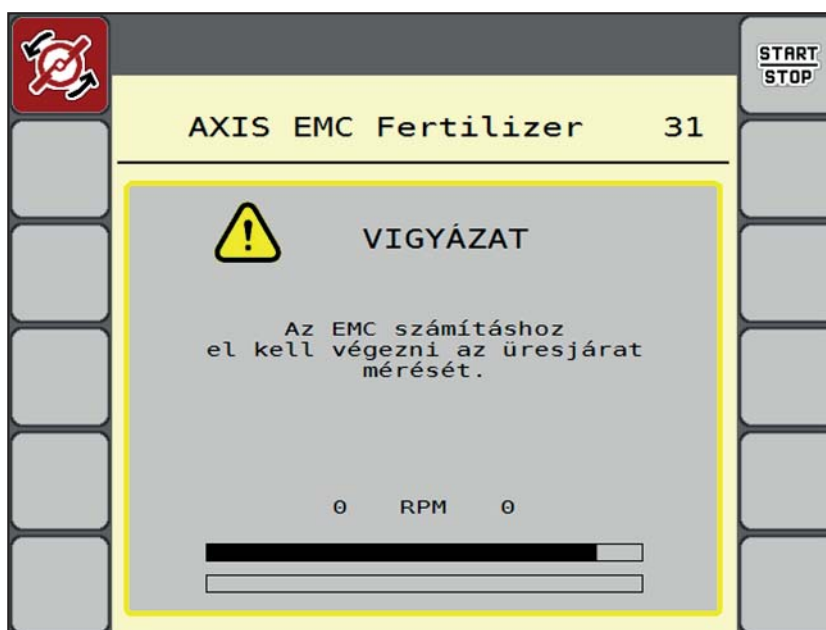 START
STOP
AXIS EMC Fertilizer 31
VIGYÁZAT
Az EMC számításhoz
el kell végezni az üresjárat
mérését.
0 RPM 0